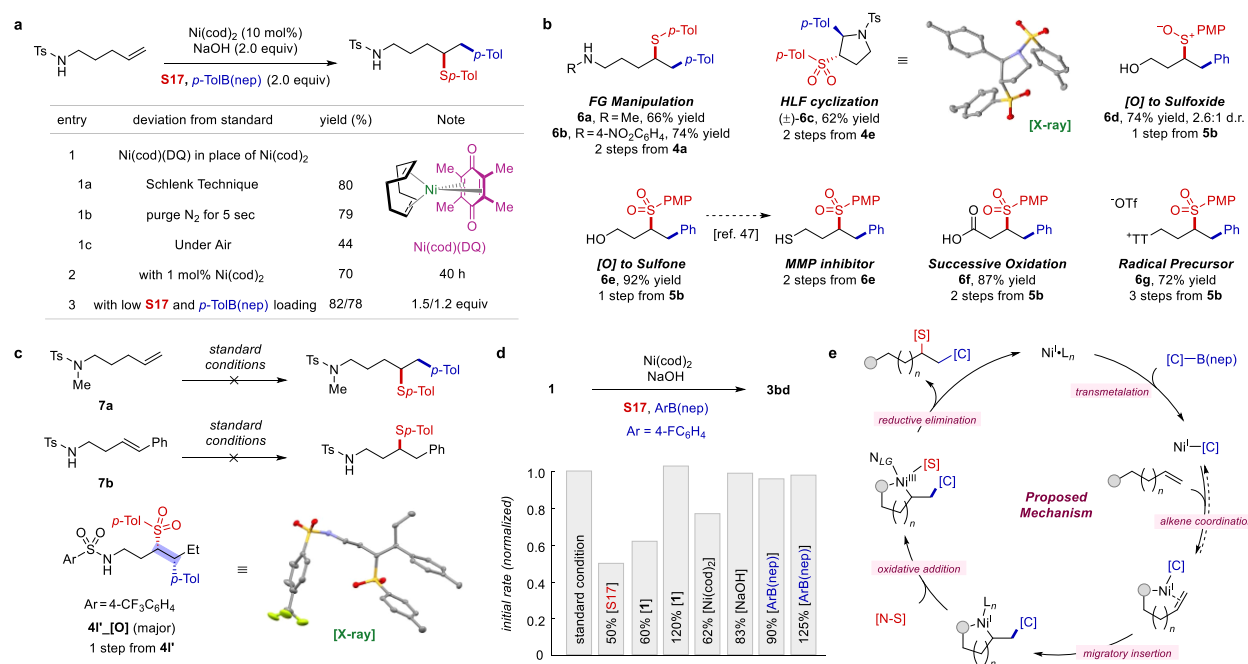 a
Ts
N
H
Ni(cod)2 (10 mol%)
NaOH (2.0 equiv)
S17, p-TolB(nep) (2.0 equiv)
Ts
N
H
p-Tol
Sp-Tol
entry deviation from standard yield (%) Note
1 Ni(cod)(DQ) in place of Ni(cod)2
1a Schlenk Technique 80
1b purge N2 for 5 sec 79
1c Under Air 44
2 with 1 mol% Ni(cod)2 70 40 h
3 with low S17 and p-TolB(nep) loading 82/78 1.5/1.2 equiv
O
Me Me
Ni
Me Me
O
Ni(cod)(DQ)
b
H
N
R
S p-Tol
p-Tol
FG Manipulation
6a, R=Me, 66% yield
6b, R=4-NO2C6H4, 74% yield
2 steps from 4a
p-Tol Ts
N
p-Tol
S
O O
HLF cyclization
(±)-6c, 62% yield
2 steps from 4e
≡
[X-ray]
−O + PMP
S
HO Ph
[O] to Sulfoxide
6d, 74% yield, 2.6:1 d.r.
1 step from 5b
O
O S PMP
HO Ph
[O] to Sulfone
6e, 92% yield
1 step from 5b
[ref. 47]
O
O S PMP
HS Ph
MMP inhibitor
2 steps from 6e
O
O S PMP
O
HO Ph
Successive Oxidation
6f, 87% yield
2 steps from 5b
−OTf
O
O S PMP
+TT Ph
Radical Precursor
6g, 72% yield
3 steps from 5b
c
Ts
N
Me
7a
standard
conditions
Ts
N
Me
p-Tol
Sp-Tol
Ts
N
H
7b
Ph
standard
conditions
Sp-Tol
Ts
N
H
Ph
p-Tol
O
S O
O O
S
Ar N
H
Et
p-Tol
Ar=4-CF3C6H4
4l'_[O] (major)
1 step from 4l'
≡
[X-ray]
d
1
Ni(cod)2
NaOH
S17, ArB(nep)
Ar = 4-FC6H4
3bd
initial rate (normalized)
1.0
0.8
0.6
0.4
0.2
0
standard condition
50% [S17]
60% [1]
120% [1]
62% [Ni(cod)2]
83% [NaOH]
90% [ArB(nep)]
125% [ArB(nep)]
e
[S]
[C]
n
NiI•Ln
[C]—B(nep)
transmetalation
NiI—[C]
n
alkene coordination
[C]
NiI
n
migratory insertion
Ln
NiI
[C]
n
[N-S]
oxidative addition
NLG
[S]
NiIII
[C]
n
reductive elimination
Proposed
Mechanism